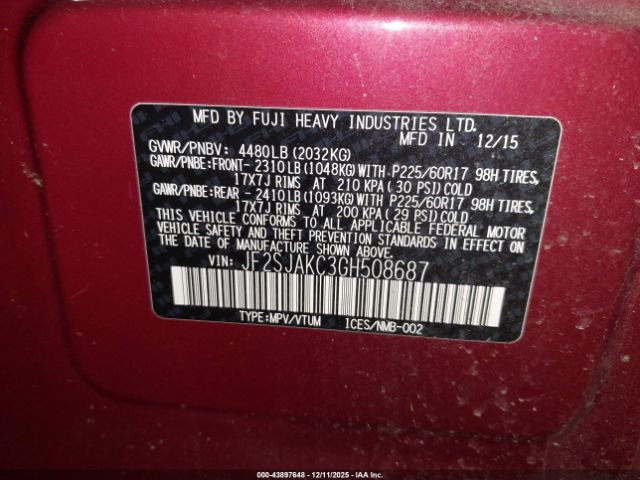 MFD BY FUJI HEAVY INDUSTRIES LTD.
MFD IN 12/15
GVWR/PNBV: 4480LB(2032KG)
GAWR/PNBE:FRONT- 2310LB(1048KG)WITH P225/60R17 98H TIRES,
17X7J RIMS AT 210 KPA(30 PSI)COLD
GAWR/PNBE:REAR - 2410LB(1093KG)WITH P225/60R17 98H TIRES,
17X7J RIMS AT 200 KPA(29 PSI)COLD
THIS VEHICLE CONFORMS TO ALL APPLICABLE FEDERAL MOTOR
VEHICLE SAFETY AND THEFT PREVENTION STANDARDS IN EFFECT
ON THE DATE OF MANUFACTURE SHOWN ABOVE.
VIN: JF2SJAKC3GH508687
TYPE:MPV/VTUM ICES/NMB-002
000-43897648 - 12/11/2025 - IAAI.COM